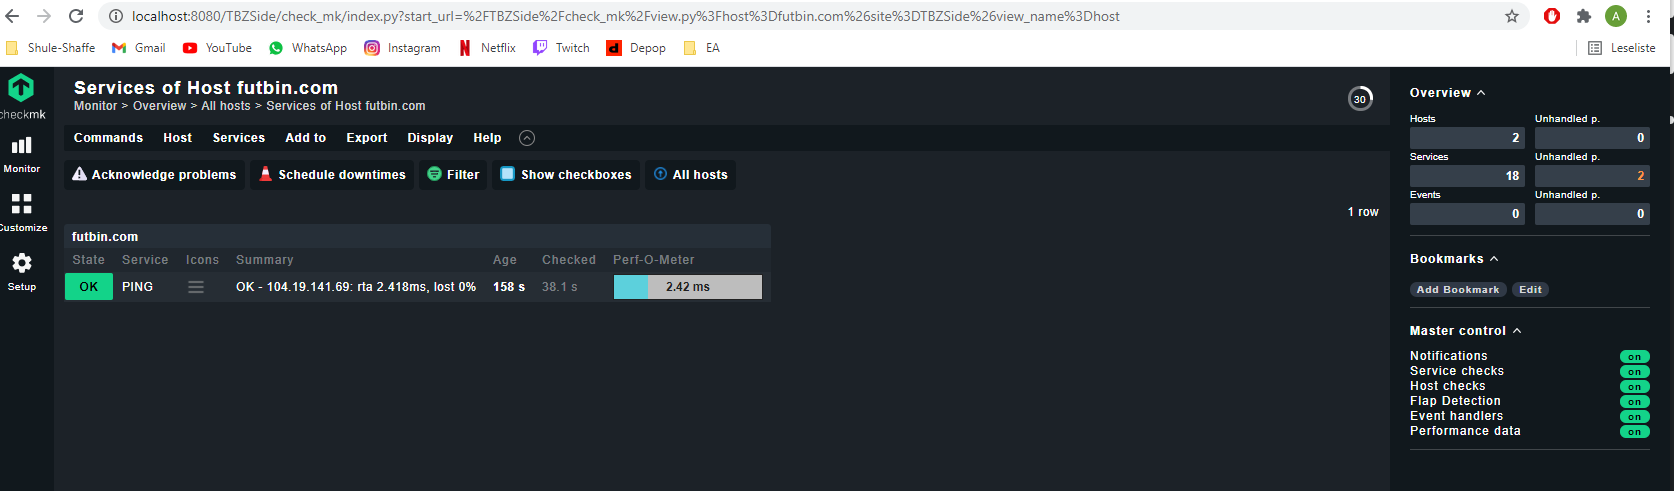 localhost:8080/TBZSide/check_mk/index.py?start_url=%2FTBZSide%2Fcheck_mk%2Fview.py%3Fhost%3Dfutbin.com%26site%3DTBZSide%26view_name%3Dhost
A
Shule-Shaffe Gmail YouTube WhatsApp Instagram Netflix Twitch Depop EA Leseliste
checkmk
Monitor
Customize
Setup
Services of Host futbin.com
Monitor > Overview > All hosts > Services of Host futbin.com
30
Commands Host Services Add to Export Display Help
Acknowledge problems Schedule downtimes Filter Show checkboxes All hosts
1 row
futbin.com
State Service Icons Summary Age Checked Perf-O-Meter
OK PING OK - 104.19.141.69: rta 2.418ms, lost 0% 158 s 38.1 s 2.42 ms
Overview
Hosts Unhandled p.
2 0
Services Unhandled p.
18 2
Events Unhandled p.
0 0
Bookmarks
Add Bookmark Edit
Master control
Notifications on
Service checks on
Host checks on
Flap Detection on
Event handlers on
Performance data on